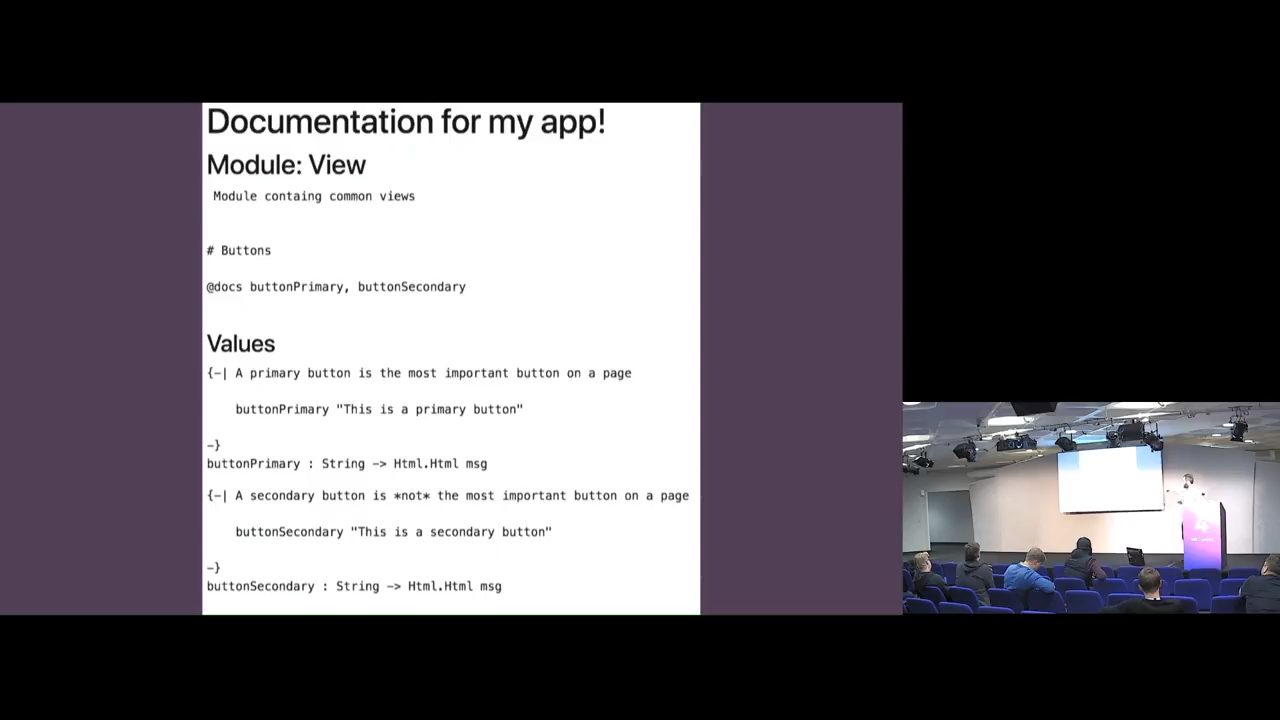 Documentation for my app!
Module: View
Module containg common views
# Buttons
@docs buttonPrimary, buttonSecondary
Values
{-| A primary button is the most important button on a page
buttonPrimary "This is a primary button"
-}
buttonPrimary : String -> Html.Html msg
{-| A secondary button is *not* the most important button on a page
buttonSecondary "This is a secondary button"
-}
buttonSecondary : String -> Html.Html msg